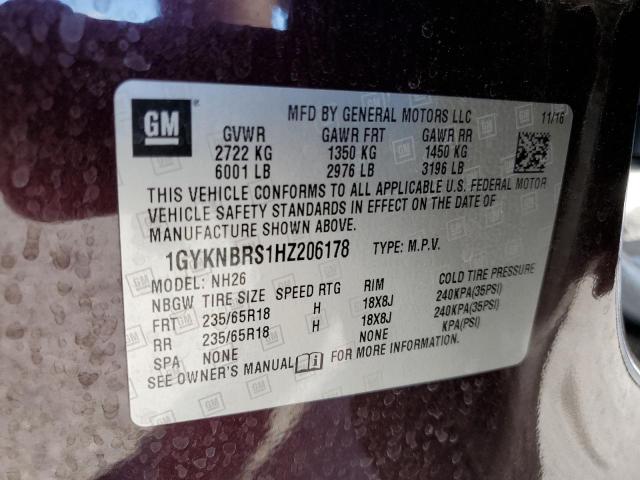 GM
MFD BY GENERAL MOTORS LLC 11/16
GVWR GAWR FRT GAWR RR
2722 KG 1350 KG 1450 KG
6001 LB 2976 LB 3196 LB
THIS VEHICLE CONFORMS TO ALL APPLICABLE U.S. FEDERAL MOTOR
VEHICLE SAFETY STANDARDS IN EFFECT ON THE DATE OF
MANUFACTURE SHOWN ABOVE.
1GYKNBRS1HZ206178 TYPE: M.P.V.
MODEL: NH26
NBGW TIRE SIZE SPEED RTG RIM COLD TIRE PRESSURE
FRT 235/65R18 H 18X8J 240KPA(35PSI)
RR 235/65R18 H 18X8J 240KPA(35PSI)
SPA NONE NONE KPA(PSI)
SEE OWNER'S MANUAL FOR MORE INFORMATION.